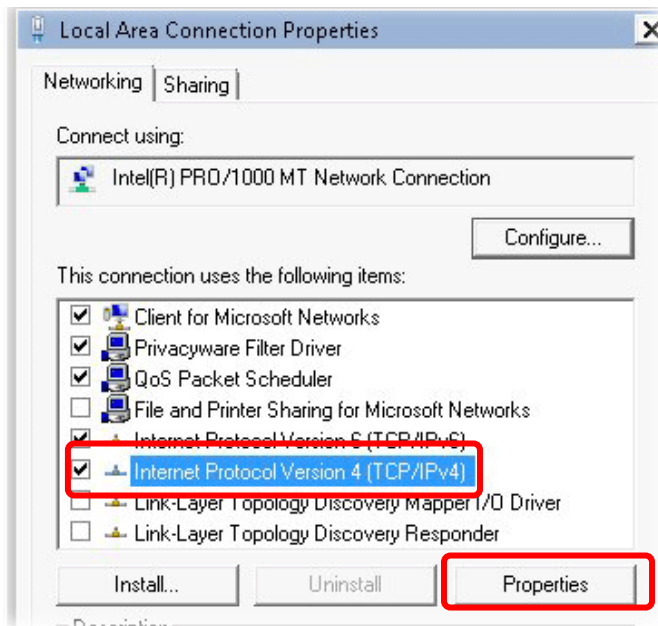 Local Area Connection Properties
Networking
Sharing
Connect using:
Intel(R) PRO/1000 MT Network Connection
Configure...
This connection uses the following items:
Client for Microsoft Networks
Privacyware Filter Driver
QoS Packet Scheduler
File and Printer Sharing for Microsoft Networks
Internet Protocol Version 6 (TCP/IPv6)
Internet Protocol Version 4 (TCP/IPv4)
Link-Layer Topology Discovery Mapper I/O Driver
Link-Layer Topology Discovery Responder
Install...
Uninstall
Properties
Description